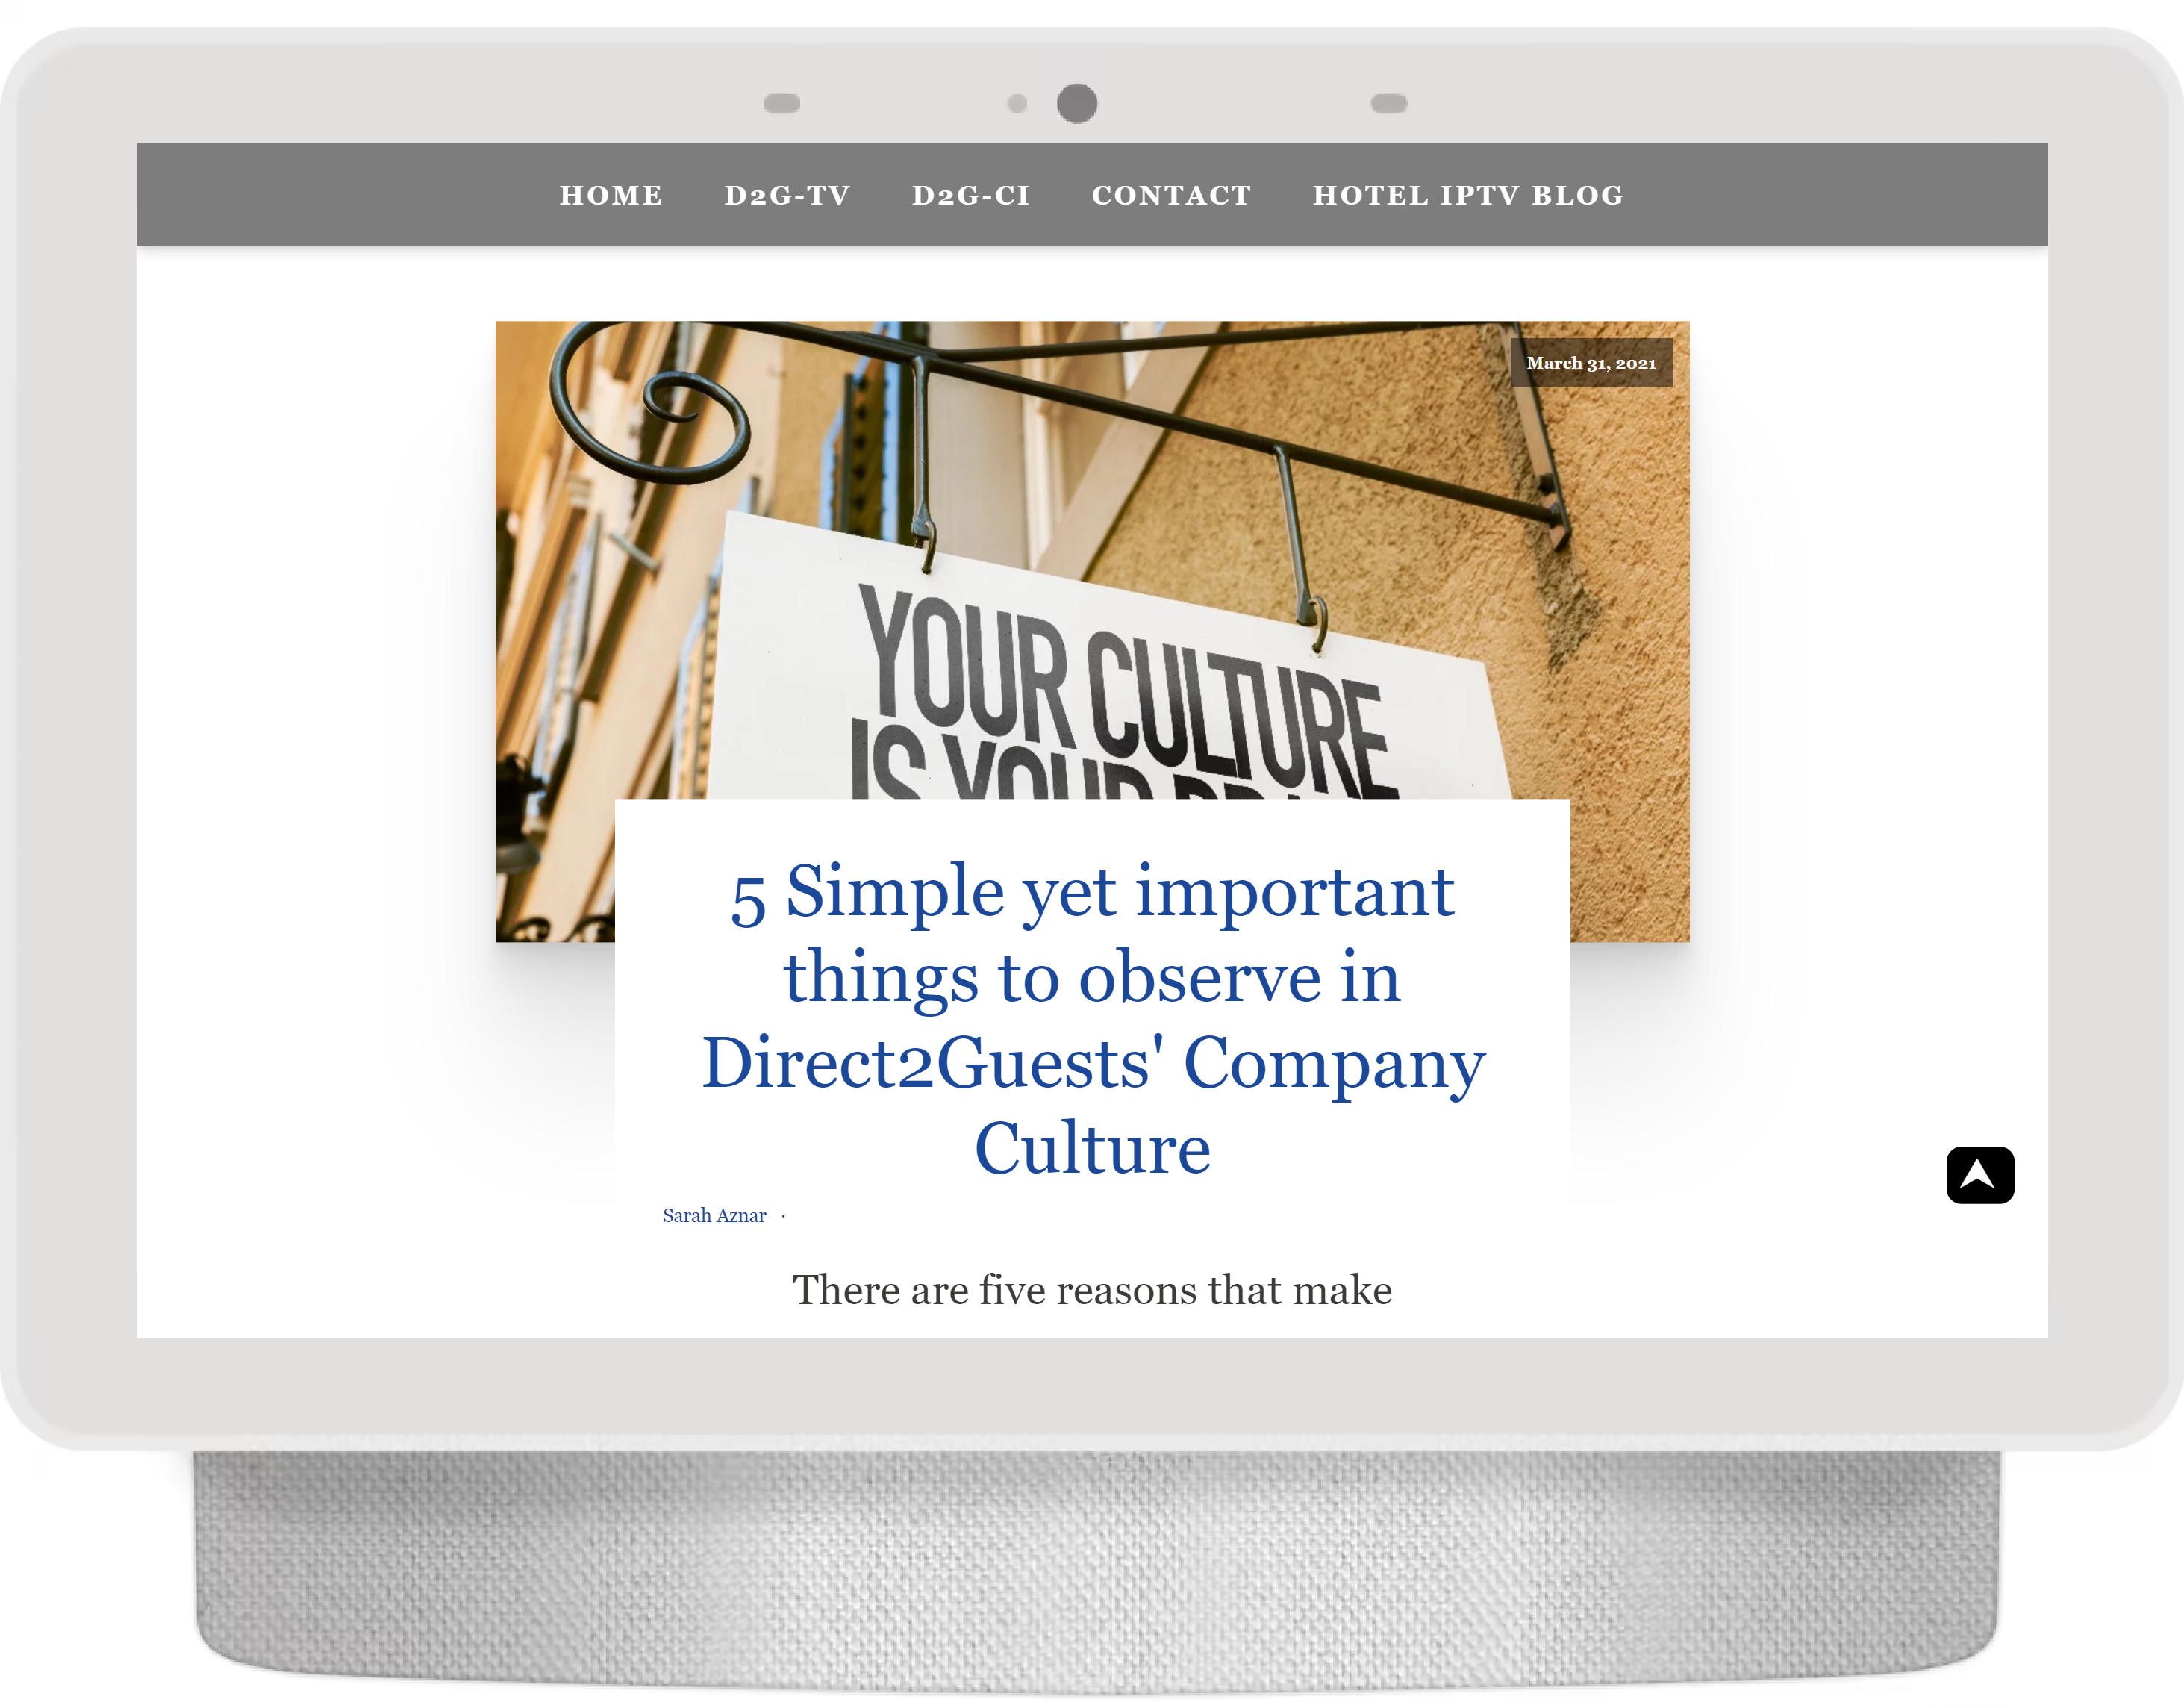 HOME D2G-TV D2G-CI CONTACT HOTEL IPTV BLOG
March 31, 2021
YOUR CULTURE
IS YOUR
5 Simple yet important
things to observe in
Direct2Guests' Company
Culture
Sarah Aznar ·
There are five reasons that make